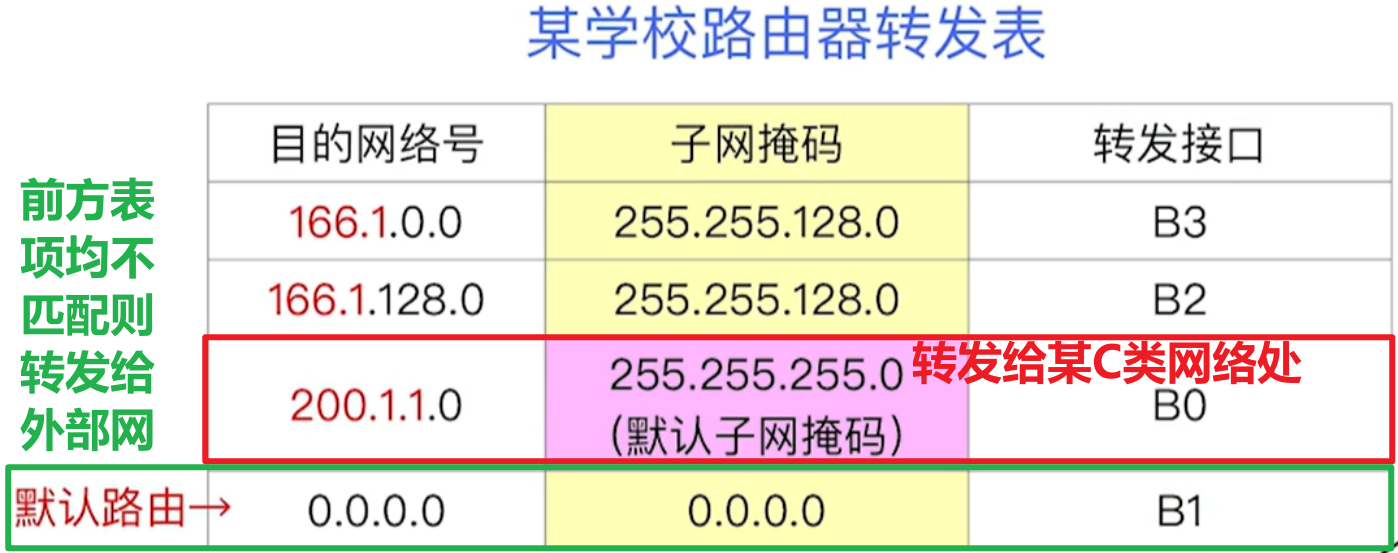 某学校路由器转发表
目的网络号 子网掩码 转发接口
166.1.0.0 255.255.128.0 B3
166.1.128.0 255.255.128.0 B2
200.1.1.0 255.255.255.0 B0
(默认子网掩码)
转发给某C类网络处
默认路由→ 0.0.0.0 0.0.0.0 B1
前方表
项均不
匹配则
转发给
外部网